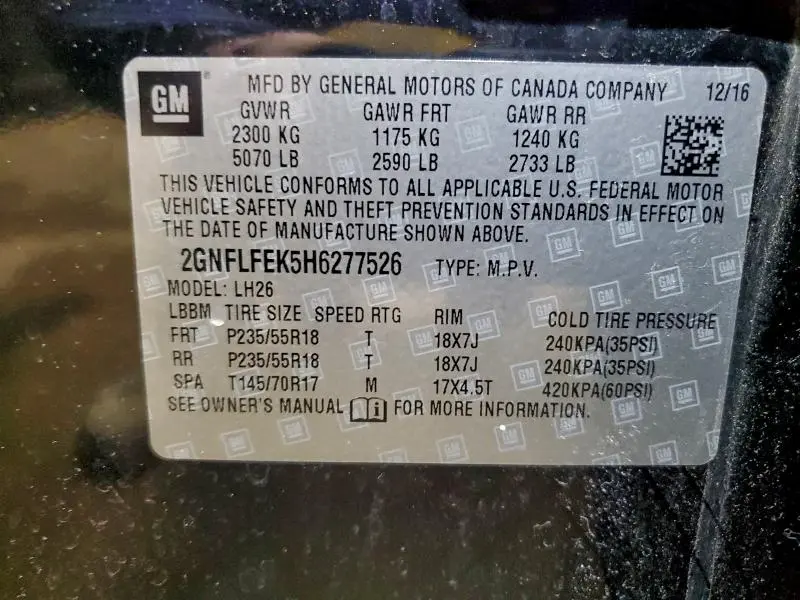 GM ® MFD BY GENERAL MOTORS OF CANADA COMPANY 12/16
GVWR GAWR FRT GAWR RR
2300 KG 1175 KG 1240 KG
5070 LB 2590 LB 2733 LB
THIS VEHICLE CONFORMS TO ALL APPLICABLE U.S. FEDERAL MOTOR
VEHICLE SAFETY AND THEFT PREVENTION STANDARDS IN EFFECT ON
THE DATE OF MANUFACTURE SHOWN ABOVE.
2GNFLFEK5H6277526 TYPE: M.P.V.
MODEL: LH26
LBBM TIRE SIZE SPEED RTG RIM COLD TIRE PRESSURE
FRT P235/55R18 T 18X7J 240KPA(35PSI)
RR P235/55R18 T 18X7J 240KPA(35PSI)
SPA T145/70R17 M 17X4.5T 420KPA(60PSI)
SEE OWNER'S MANUAL FOR MORE INFORMATION.